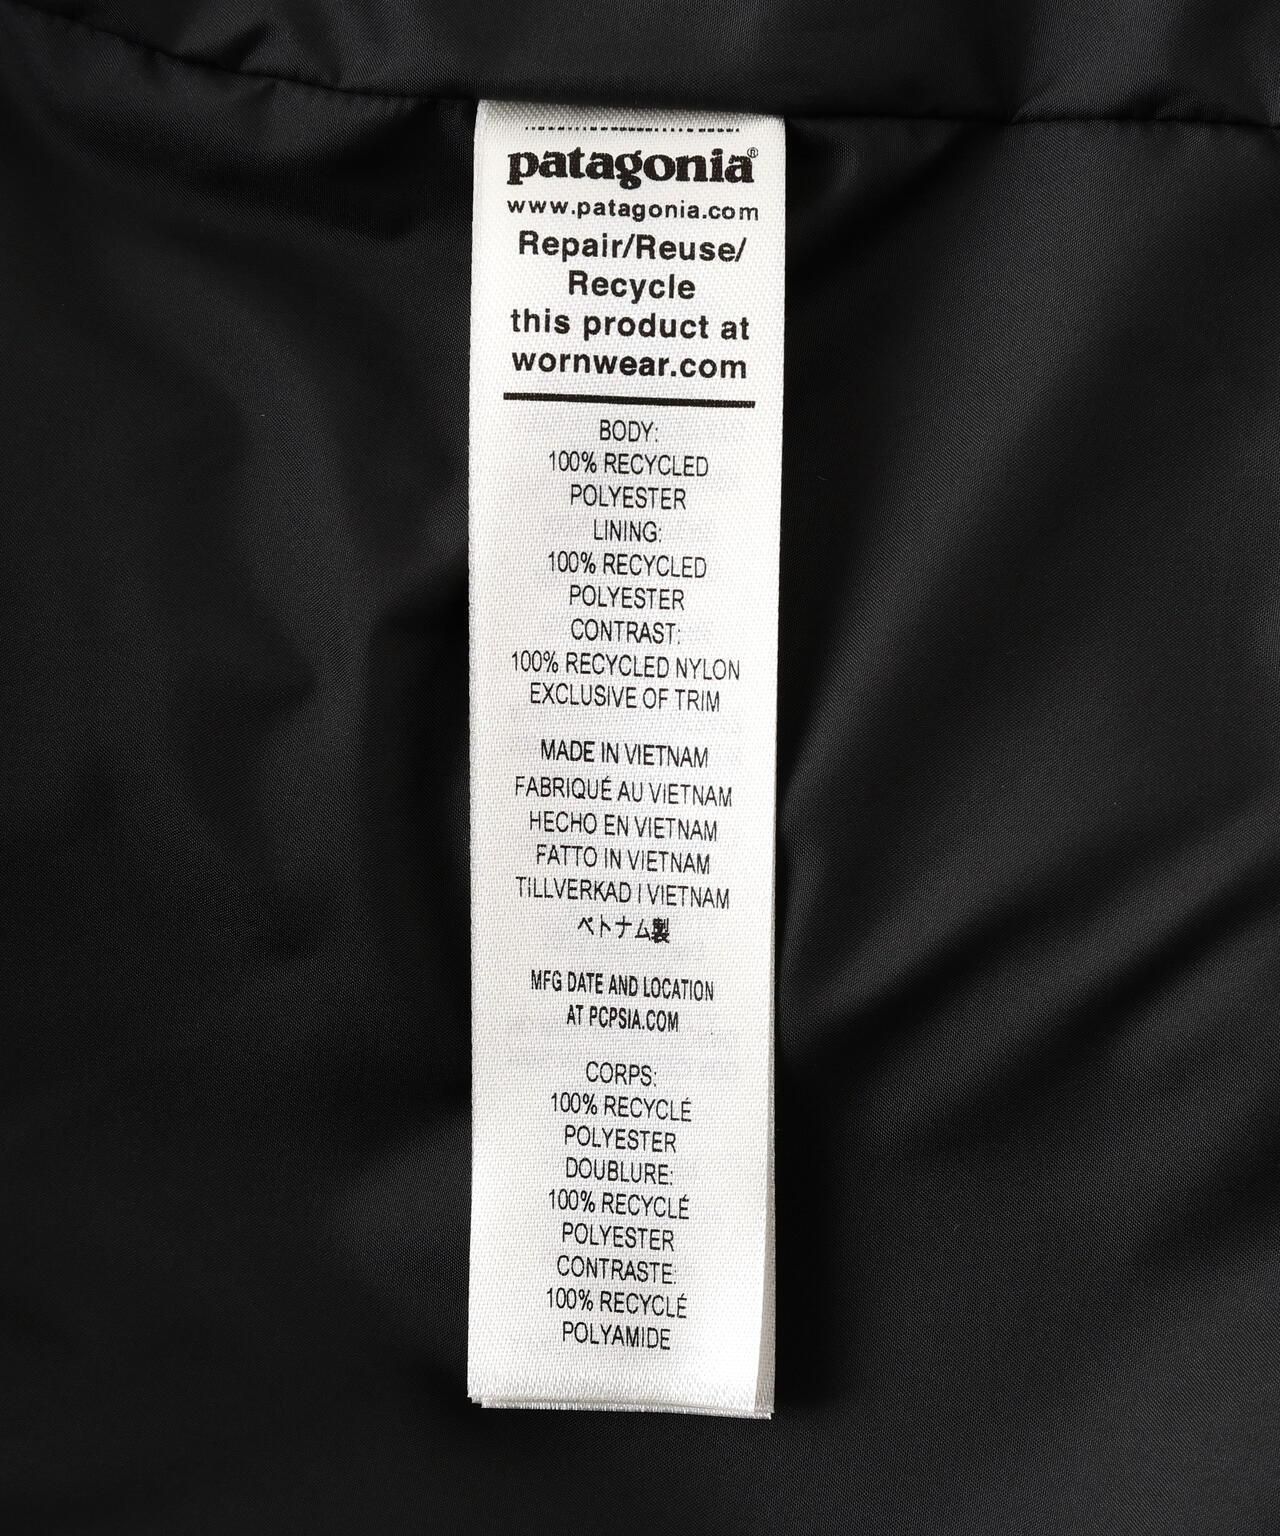 patagonia®
www.patagonia.com
Repair/Reuse/
Recycle
this product at
wornwear.com
BODY:
100% RECYCLED
POLYESTER
LINING:
100% RECYCLED
POLYESTER
CONTRAST:
100% RECYCLED NYLON
EXCLUSIVE OF TRIM
MADE IN VIETNAM
FABRIQUÉ AU VIETNAM
HECHO EN VIETNAM
FATTO IN VIETNAM
TILLVERKAD I VIETNAM
ベトナム製
MFG DATE AND LOCATION
AT PCPSIA.COM
CORPS:
100% RECYCLÉ
POLYESTER
DOUBLURE:
100% RECYCLÉ
POLYESTER
CONTRASTE:
100% RECYCLÉ
POLYAMIDE